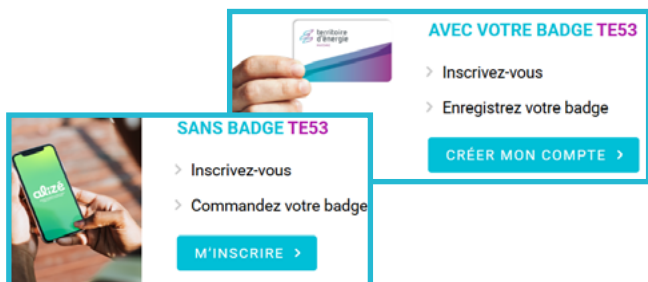 territoire
d'énergie
AVEC VOTRE BADGE TE53
> Inscrivez-vous
> Enregistrez votre badge
CRÉER MON COMPTE >
SANS BADGE TE53
> Inscrivez-vous
> Commandez votre badge
M'INSCRIRE >
alizé